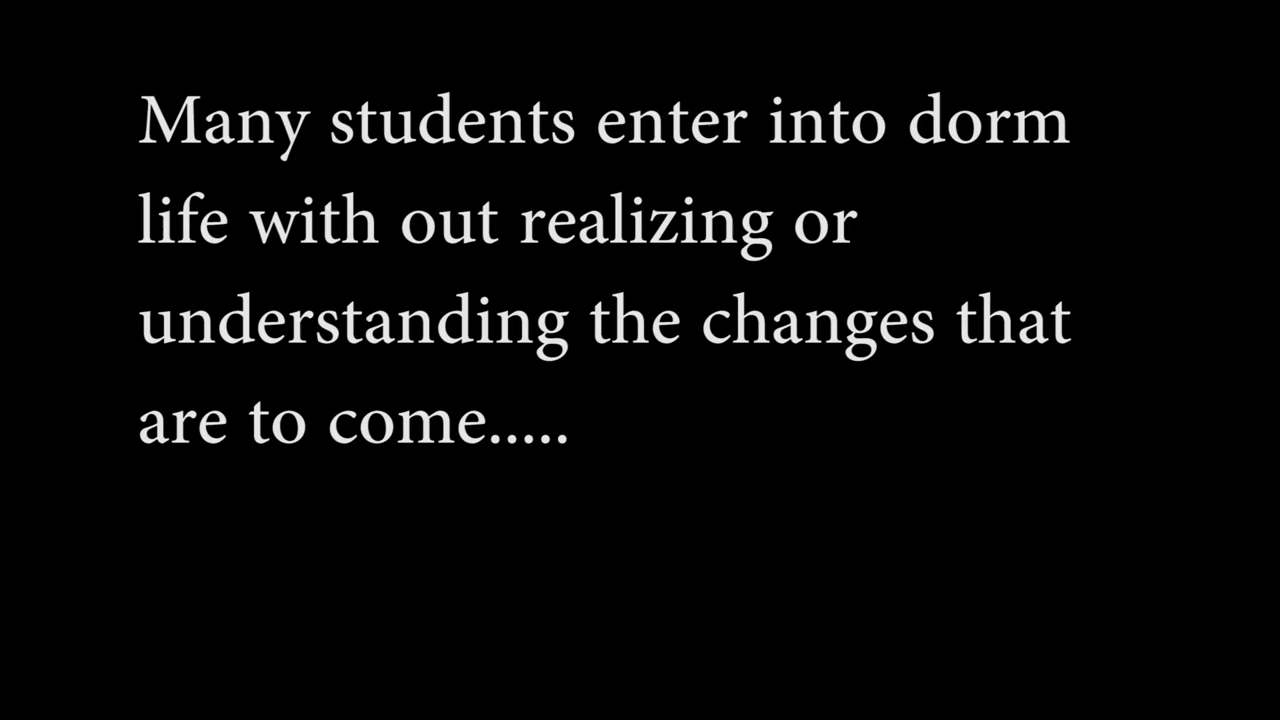 Many students enter into dorm
life with out realizing or
understanding the changes that
are to come.....